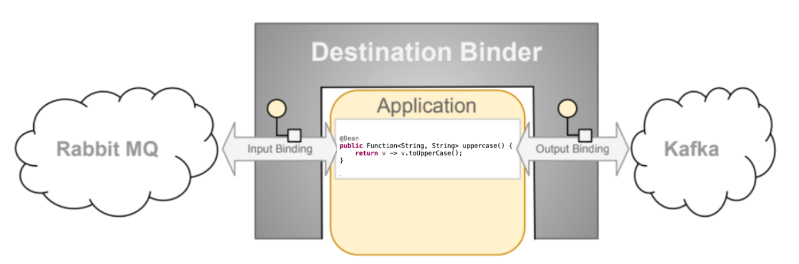 Destination Binder
Application
Rabbit MQ
Input Binding
@Bean
public Function<String, String> uppercase() {
return v -> v.toUpperCase();
}
Output Binding
Kafka